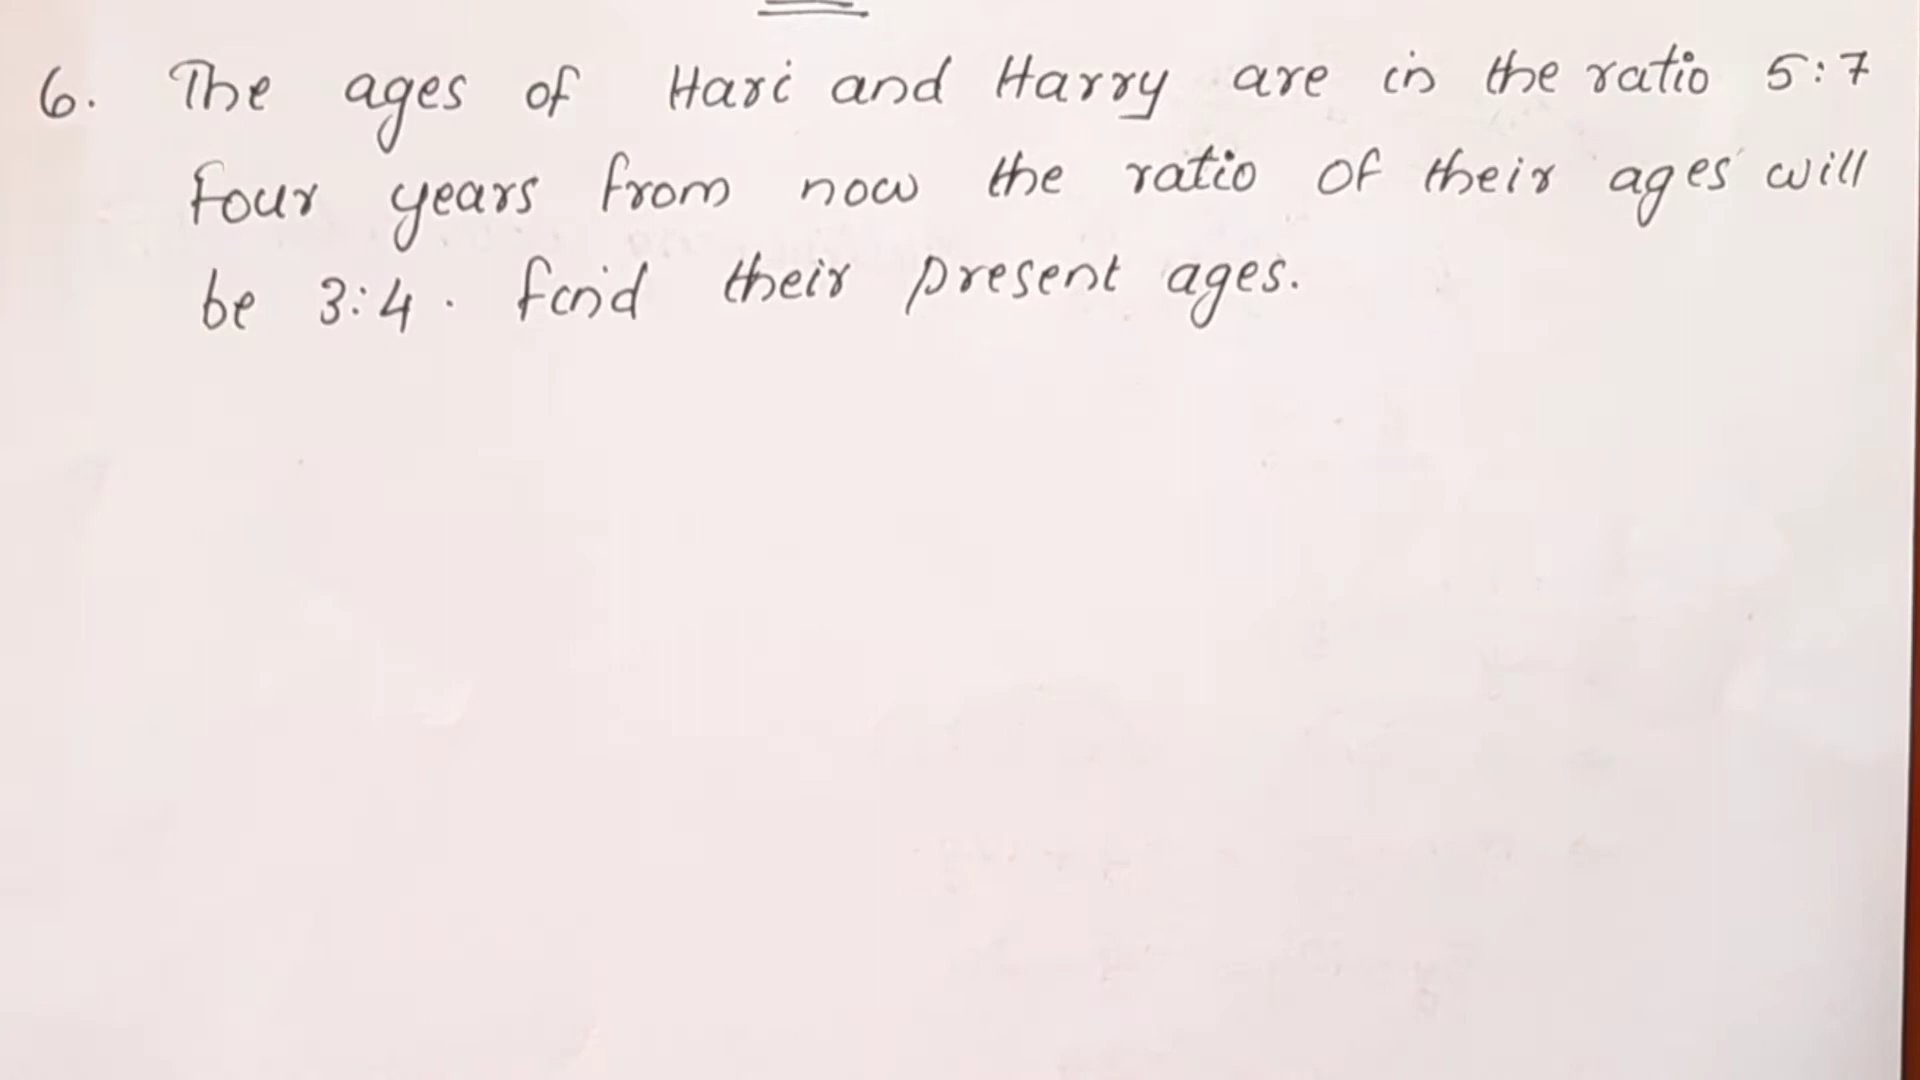 6. The ages of Hari and Harry are in the ratio 5:7
Four years from now the ratio of their ages will
be 3:4. find their present ages.